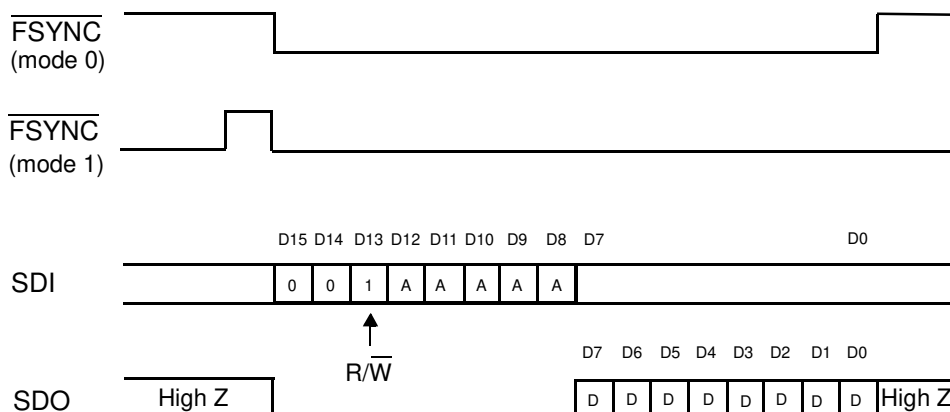 FSYNC
(mode 0)
FSYNC
(mode 1)
D15 D14 D13 D12 D11 D10 D9 D8 D7 D0
SDI 0 0 1 A A A A A
R/W
D7 D6 D5 D4 D3 D2 D1 D0
SDO High Z D D D D D D D D High Z